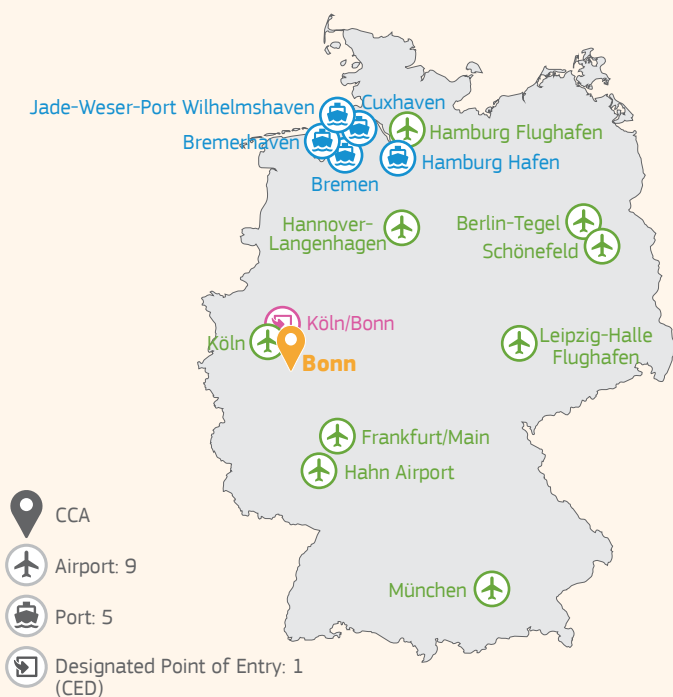 Jade-Weser-Port Wilhelmshaven
Cuxhaven
Bremerhaven
Hamburg Flughafen
Bremen
Hamburg Hafen
Hannover-
Langenhagen
Berlin-Tegel
Schönefeld
Köln/Bonn
Köln
Bonn
Leipzig-Halle
Flughafen
Frankfurt/Main
Hahn Airport
München
CCA
Airport: 9
Port: 5
Designated Point of Entry: 1
(CED)